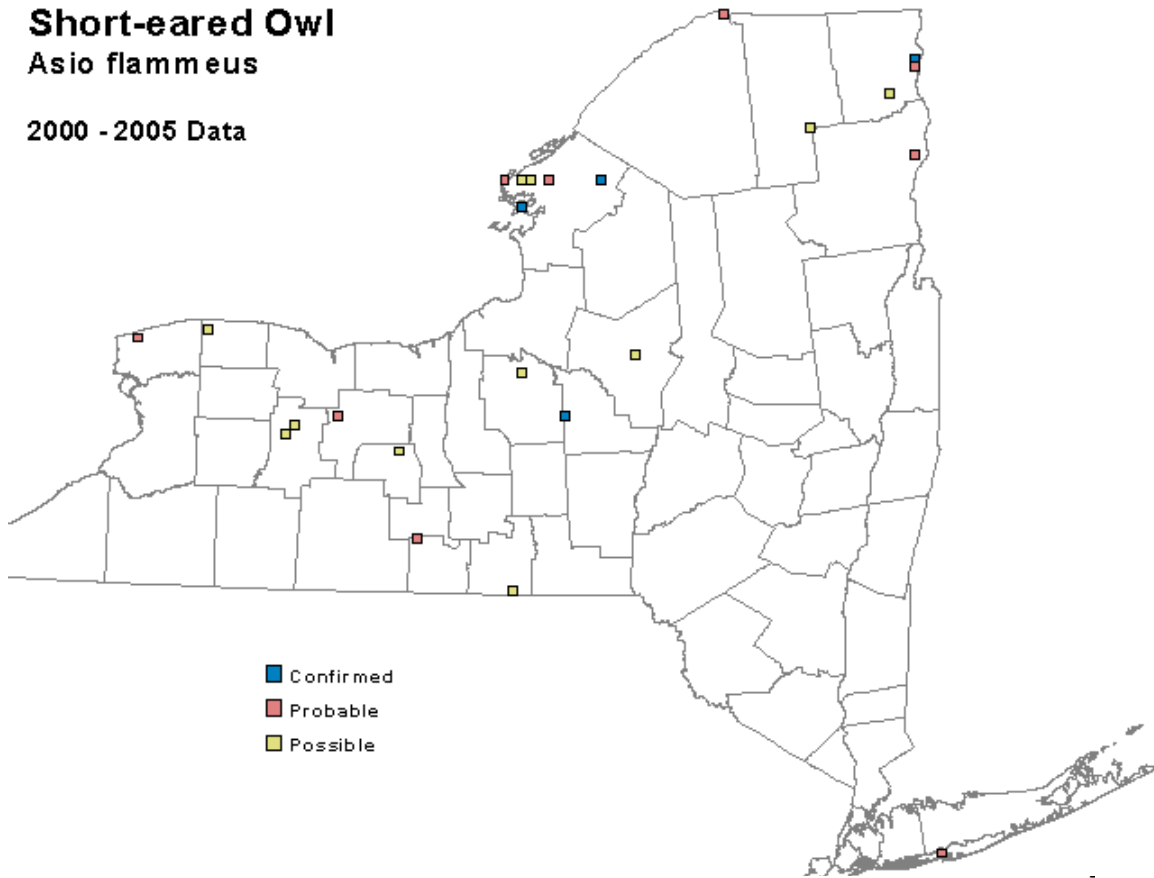 Short-eared Owl
Asio flammeus
2000 - 2005 Data
Confirmed
Probable
Possible